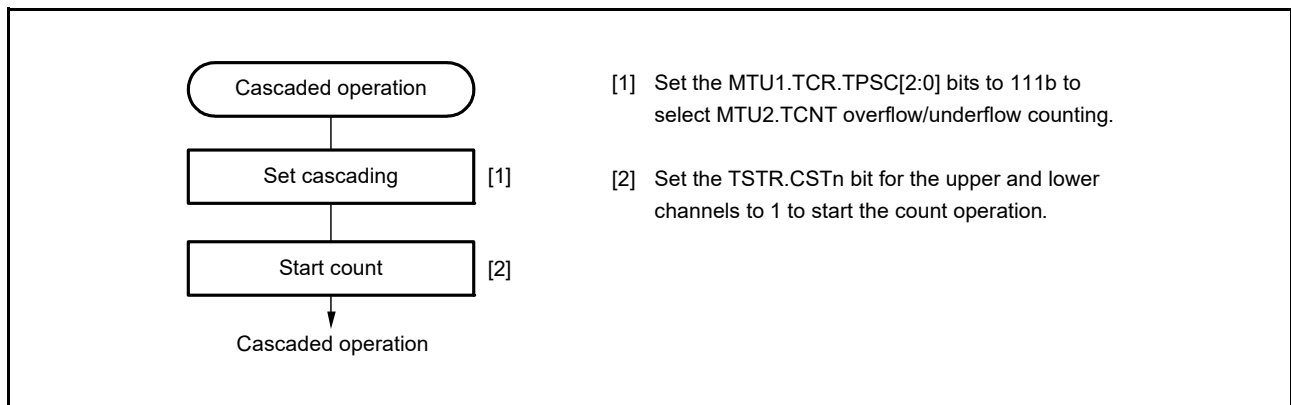 Cascaded operation
Set cascading [1]
Start count [2]
Cascaded operation
[1] Set the MTU1.TCR.TPSC[2:0] bits to 111b to
select MTU2.TCNT overflow/underflow counting.
[2] Set the TSTR.CSTn bit for the upper and lower
channels to 1 to start the count operation.